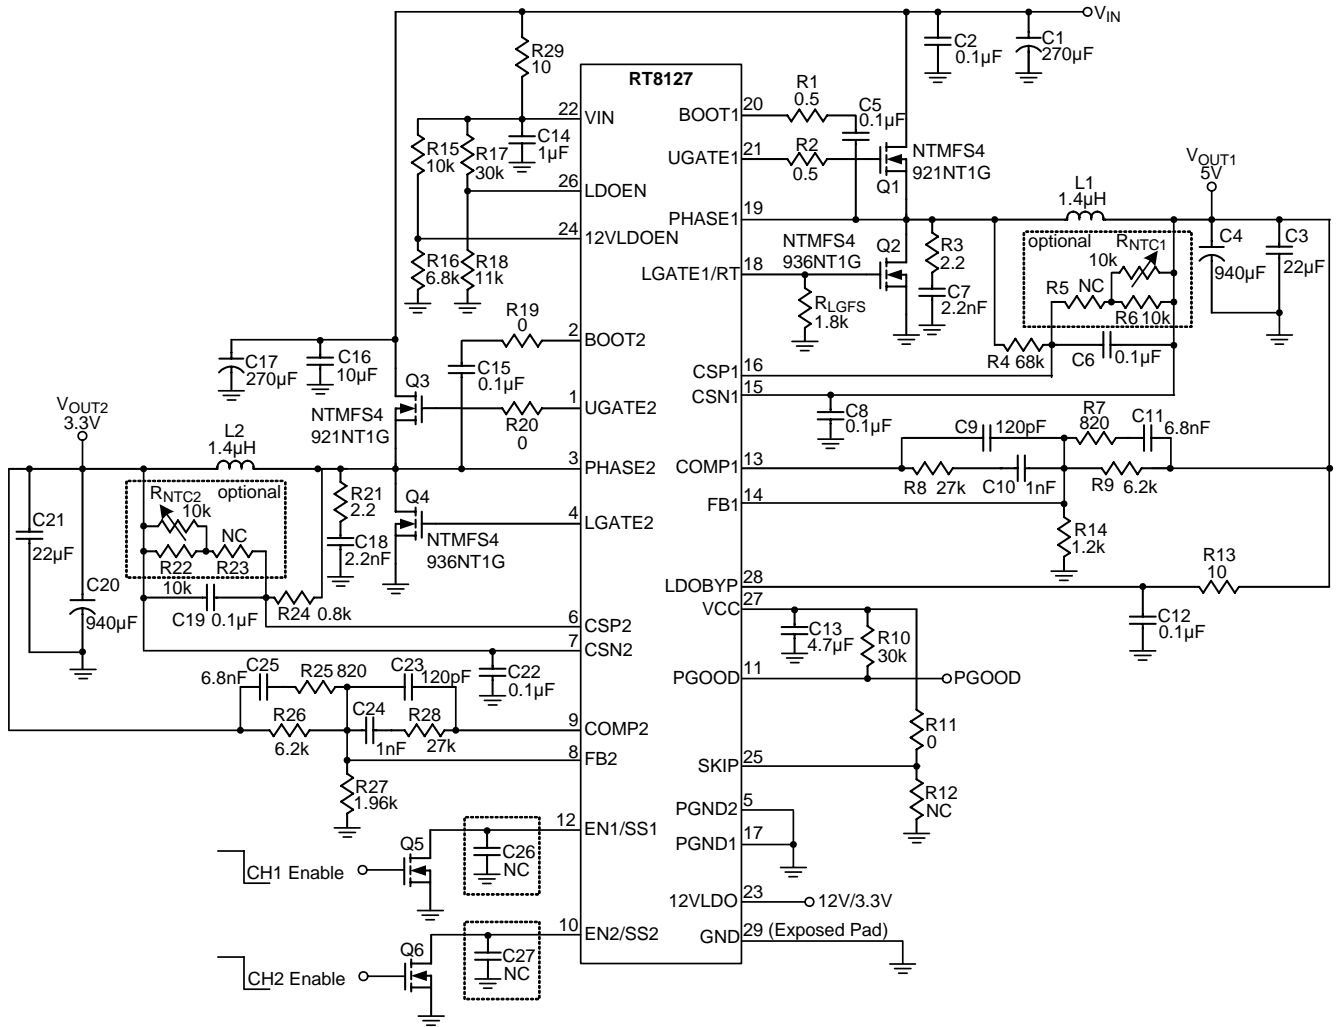 VIN
C2
0.1µF
C1
270µF
R29
10
RT8127
22
VIN
C14
1µF
R15
10k
R17
30k
26
LDOEN
24
12VLDOEN
R16
6.8k
R18
11k
BOOT1
20
R1
0.5
C5
0.1µF
UGATE1
21
R2
0.5
NTMFS4
921NT1G
Q1
PHASE1
19
LGATE1/RT
18
NTMFS4
936NT1G
Q2
RLGFS
1.8k
R3
2.2
C7
2.2nF
L1
1.4µH
VOUT1
5V
optional
RNTC1
10k
R5
NC
R6
10k
R4
68k
C6
0.1µF
C4
940µF
C3
22µF
CSP1
16
CSN1
15
C8
0.1µF
R19
0
2
BOOT2
C15
0.1µF
C17
270µF
C16
10µF
Q3
NTMFS4
921NT1G
1
UGATE2
R20
0
VOUT2
3.3V
L2
1.4µH
3
PHASE2
RNTC2
optional
10k
NC
R22
R23
10k
C19
0.1µF
R24
0.8k
R21
2.2
C18
2.2nF
Q4
NTMFS4
936NT1G
4
LGATE2
C21
22µF
C20
940µF
6
CSP2
7
CSN2
C22
0.1µF
C9
120pF
R7
820
C11
6.8nF
COMP1
13
R8
27k
C10
1nF
R9
6.2k
FB1
14
R14
1.2k
LDOBYP
28
R13
10
C12
0.1µF
VCC
27
C13
4.7µF
R10
30k
PGOOD
11
PGOOD
R11
0
SKIP
25
R12
NC
C25
6.8nF
R25
820
C23
120pF
R26
6.2k
C24
1nF
R28
27k
9
COMP2
8
FB2
R27
1.96k
PGND2
5
PGND1
17
12
EN1/SS1
Q5
C26
NC
CH1 Enable
12VLDO
23
12V/3.3V
10
EN2/SS2
GND
29 (Exposed Pad)
Q6
C27
NC
CH2 Enable